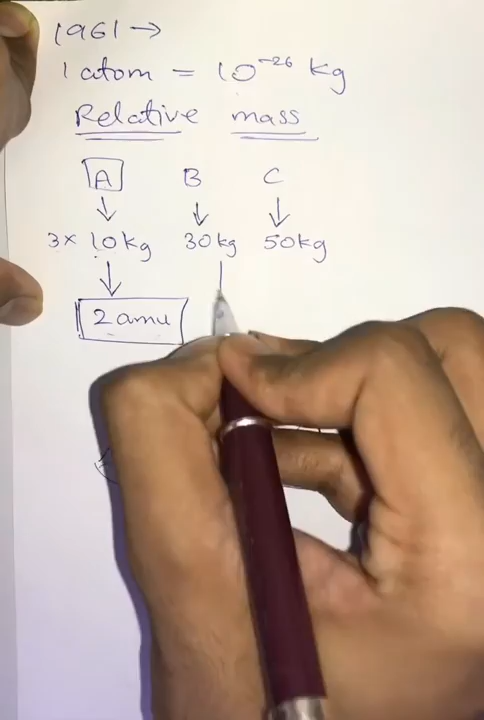 1961 →
1 atom = 10⁻²⁶ kg
Relative mass
A B C
↓ ↓ ↓
3× 10kg 30kg 50kg
↓
2 amu